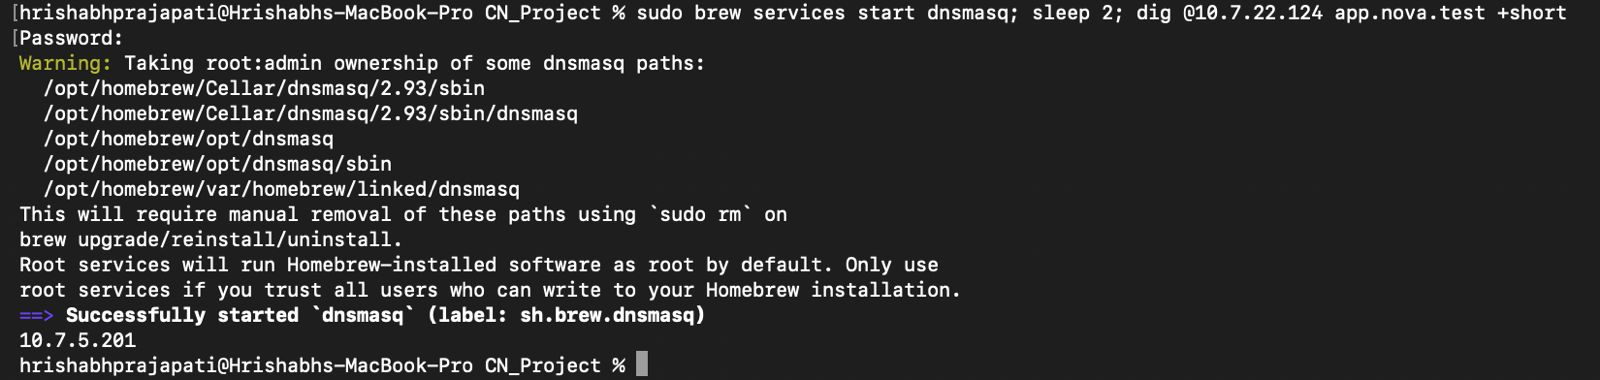 [hrishabhprajapati@Hrishabhs-MacBook-Pro CN_Project % sudo brew services start dnsmasq; sleep 2; dig @10.7.22.124 app.nova.test +short
[Password:
Warning: Taking root:admin ownership of some dnsmasq paths:
  /opt/homebrew/Cellar/dnsmasq/2.93/sbin
  /opt/homebrew/Cellar/dnsmasq/2.93/sbin/dnsmasq
  /opt/homebrew/opt/dnsmasq
  /opt/homebrew/opt/dnsmasq/sbin
  /opt/homebrew/var/homebrew/linked/dnsmasq
This will require manual removal of these paths using `sudo rm` on
brew upgrade/reinstall/uninstall.
Root services will run Homebrew-installed software as root by default. Only use
root services if you trust all users who can write to your Homebrew installation.
==> Successfully started `dnsmasq` (label: sh.brew.dnsmasq)
10.7.5.201
hrishabhprajapati@Hrishabhs-MacBook-Pro CN_Project %